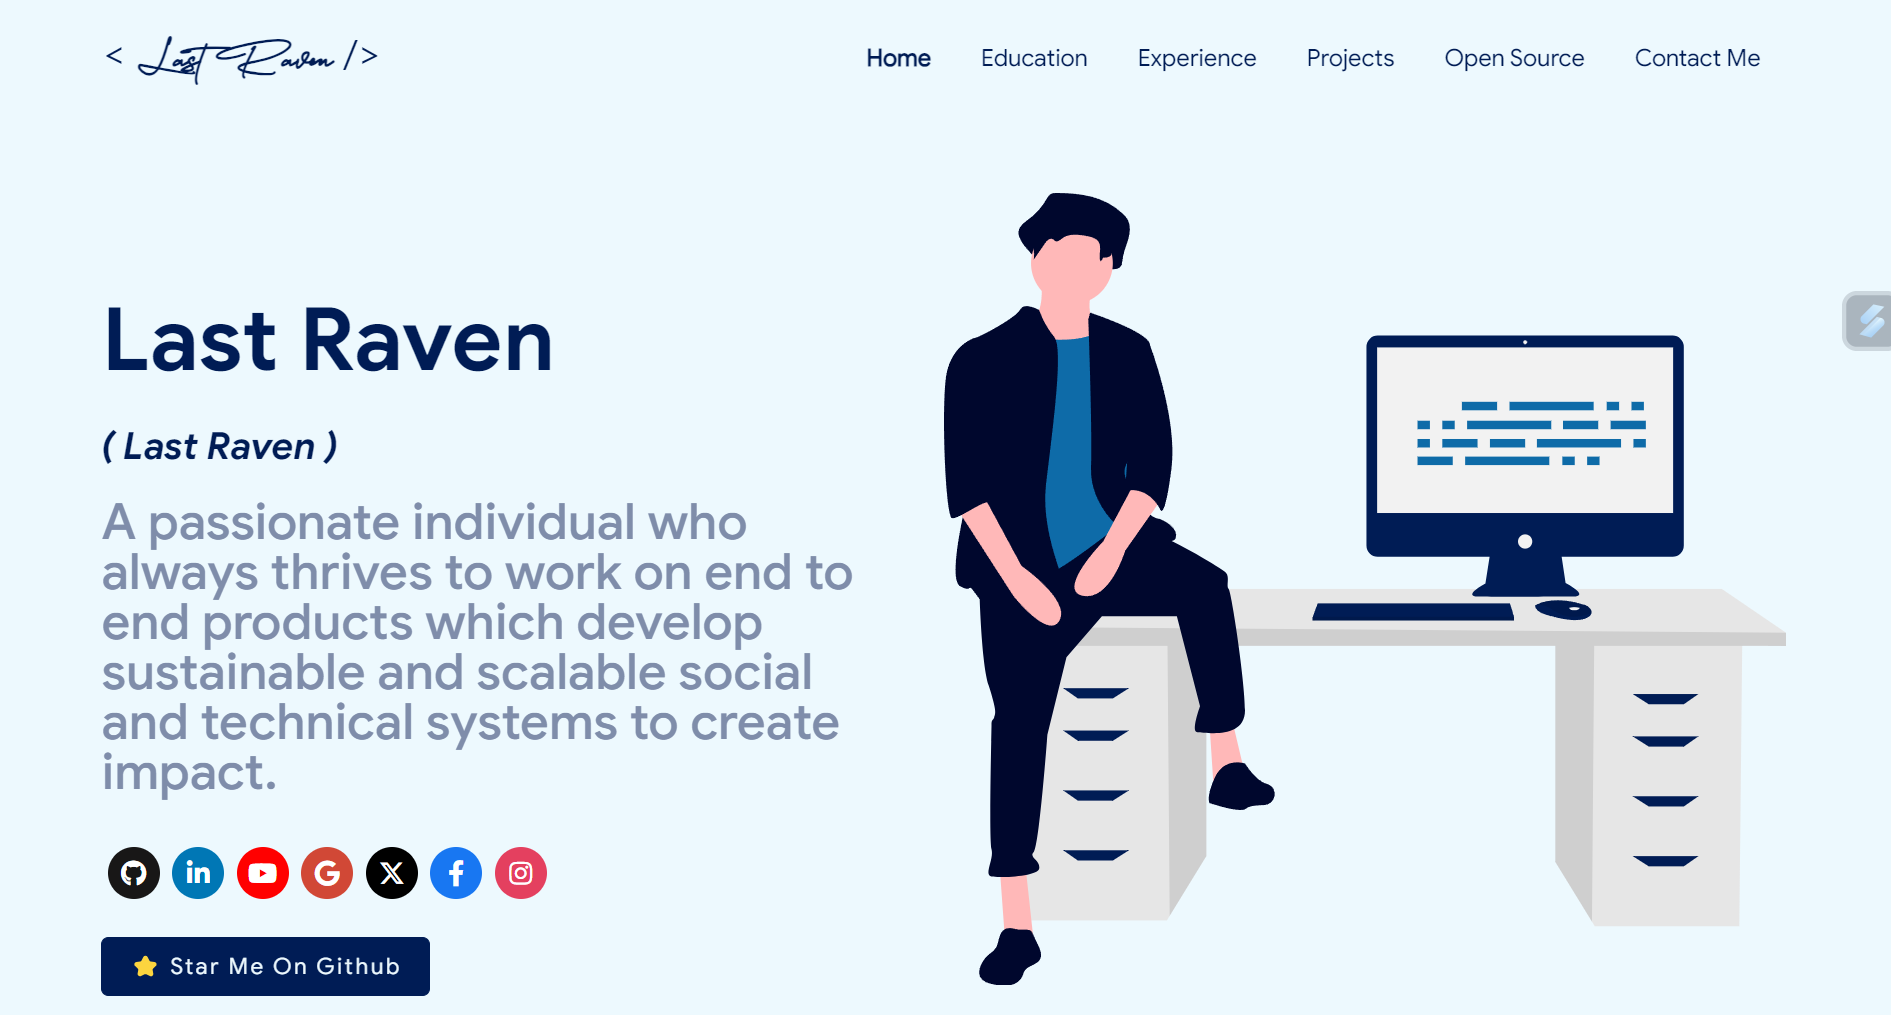 < Last Raven />
Home Education Experience Projects Open Source Contact Me
Last Raven
( Last Raven )
A passionate individual who
always thrives to work on end to
end products which develop
sustainable and scalable social
and technical systems to create
impact.
Star Me On Github